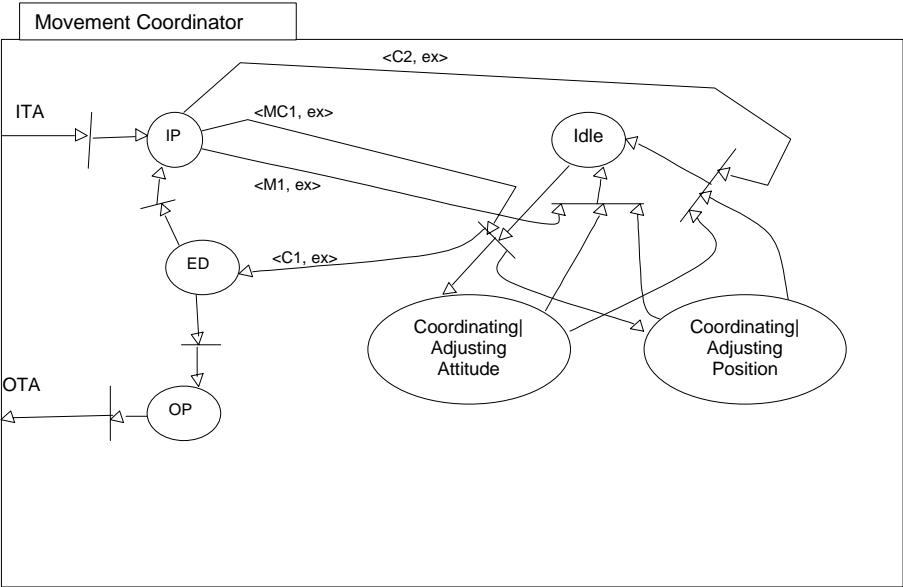 Movement Coordinator
<C2, ex>
ITA
<MC1, ex>
IP
Idle
<M1, ex>
<C1, ex>
ED
Coordinating|
Adjusting
Attitude
Coordinating|
Adjusting
Position
OTA
OP